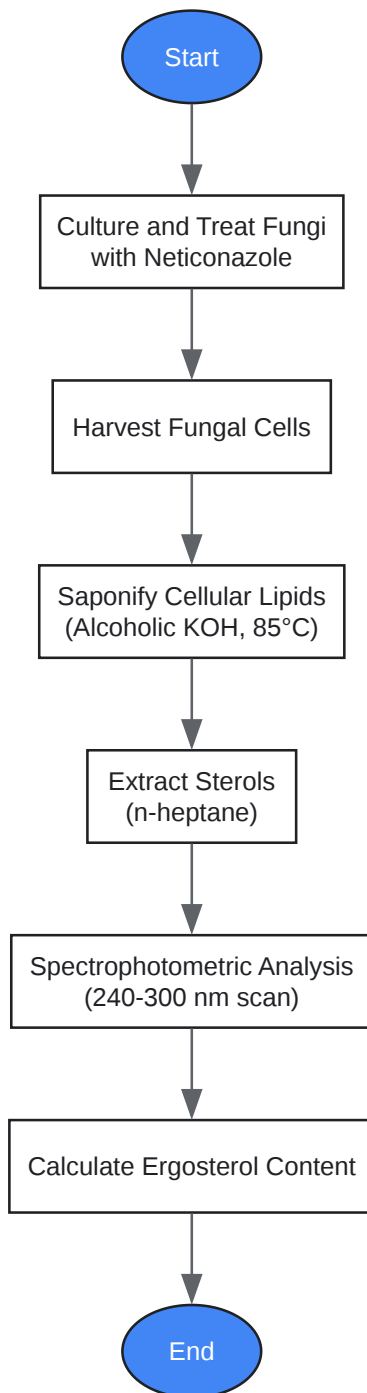 Start
Culture and Treat Fungi
with Neticonazole
Harvest Fungal Cells
Saponify Cellular Lipids
(Alcoholic KOH, 85°C)
Extract Sterols
(n-heptane)
Spectrophotometric Analysis
(240-300 nm scan)
Calculate Ergosterol Content
End